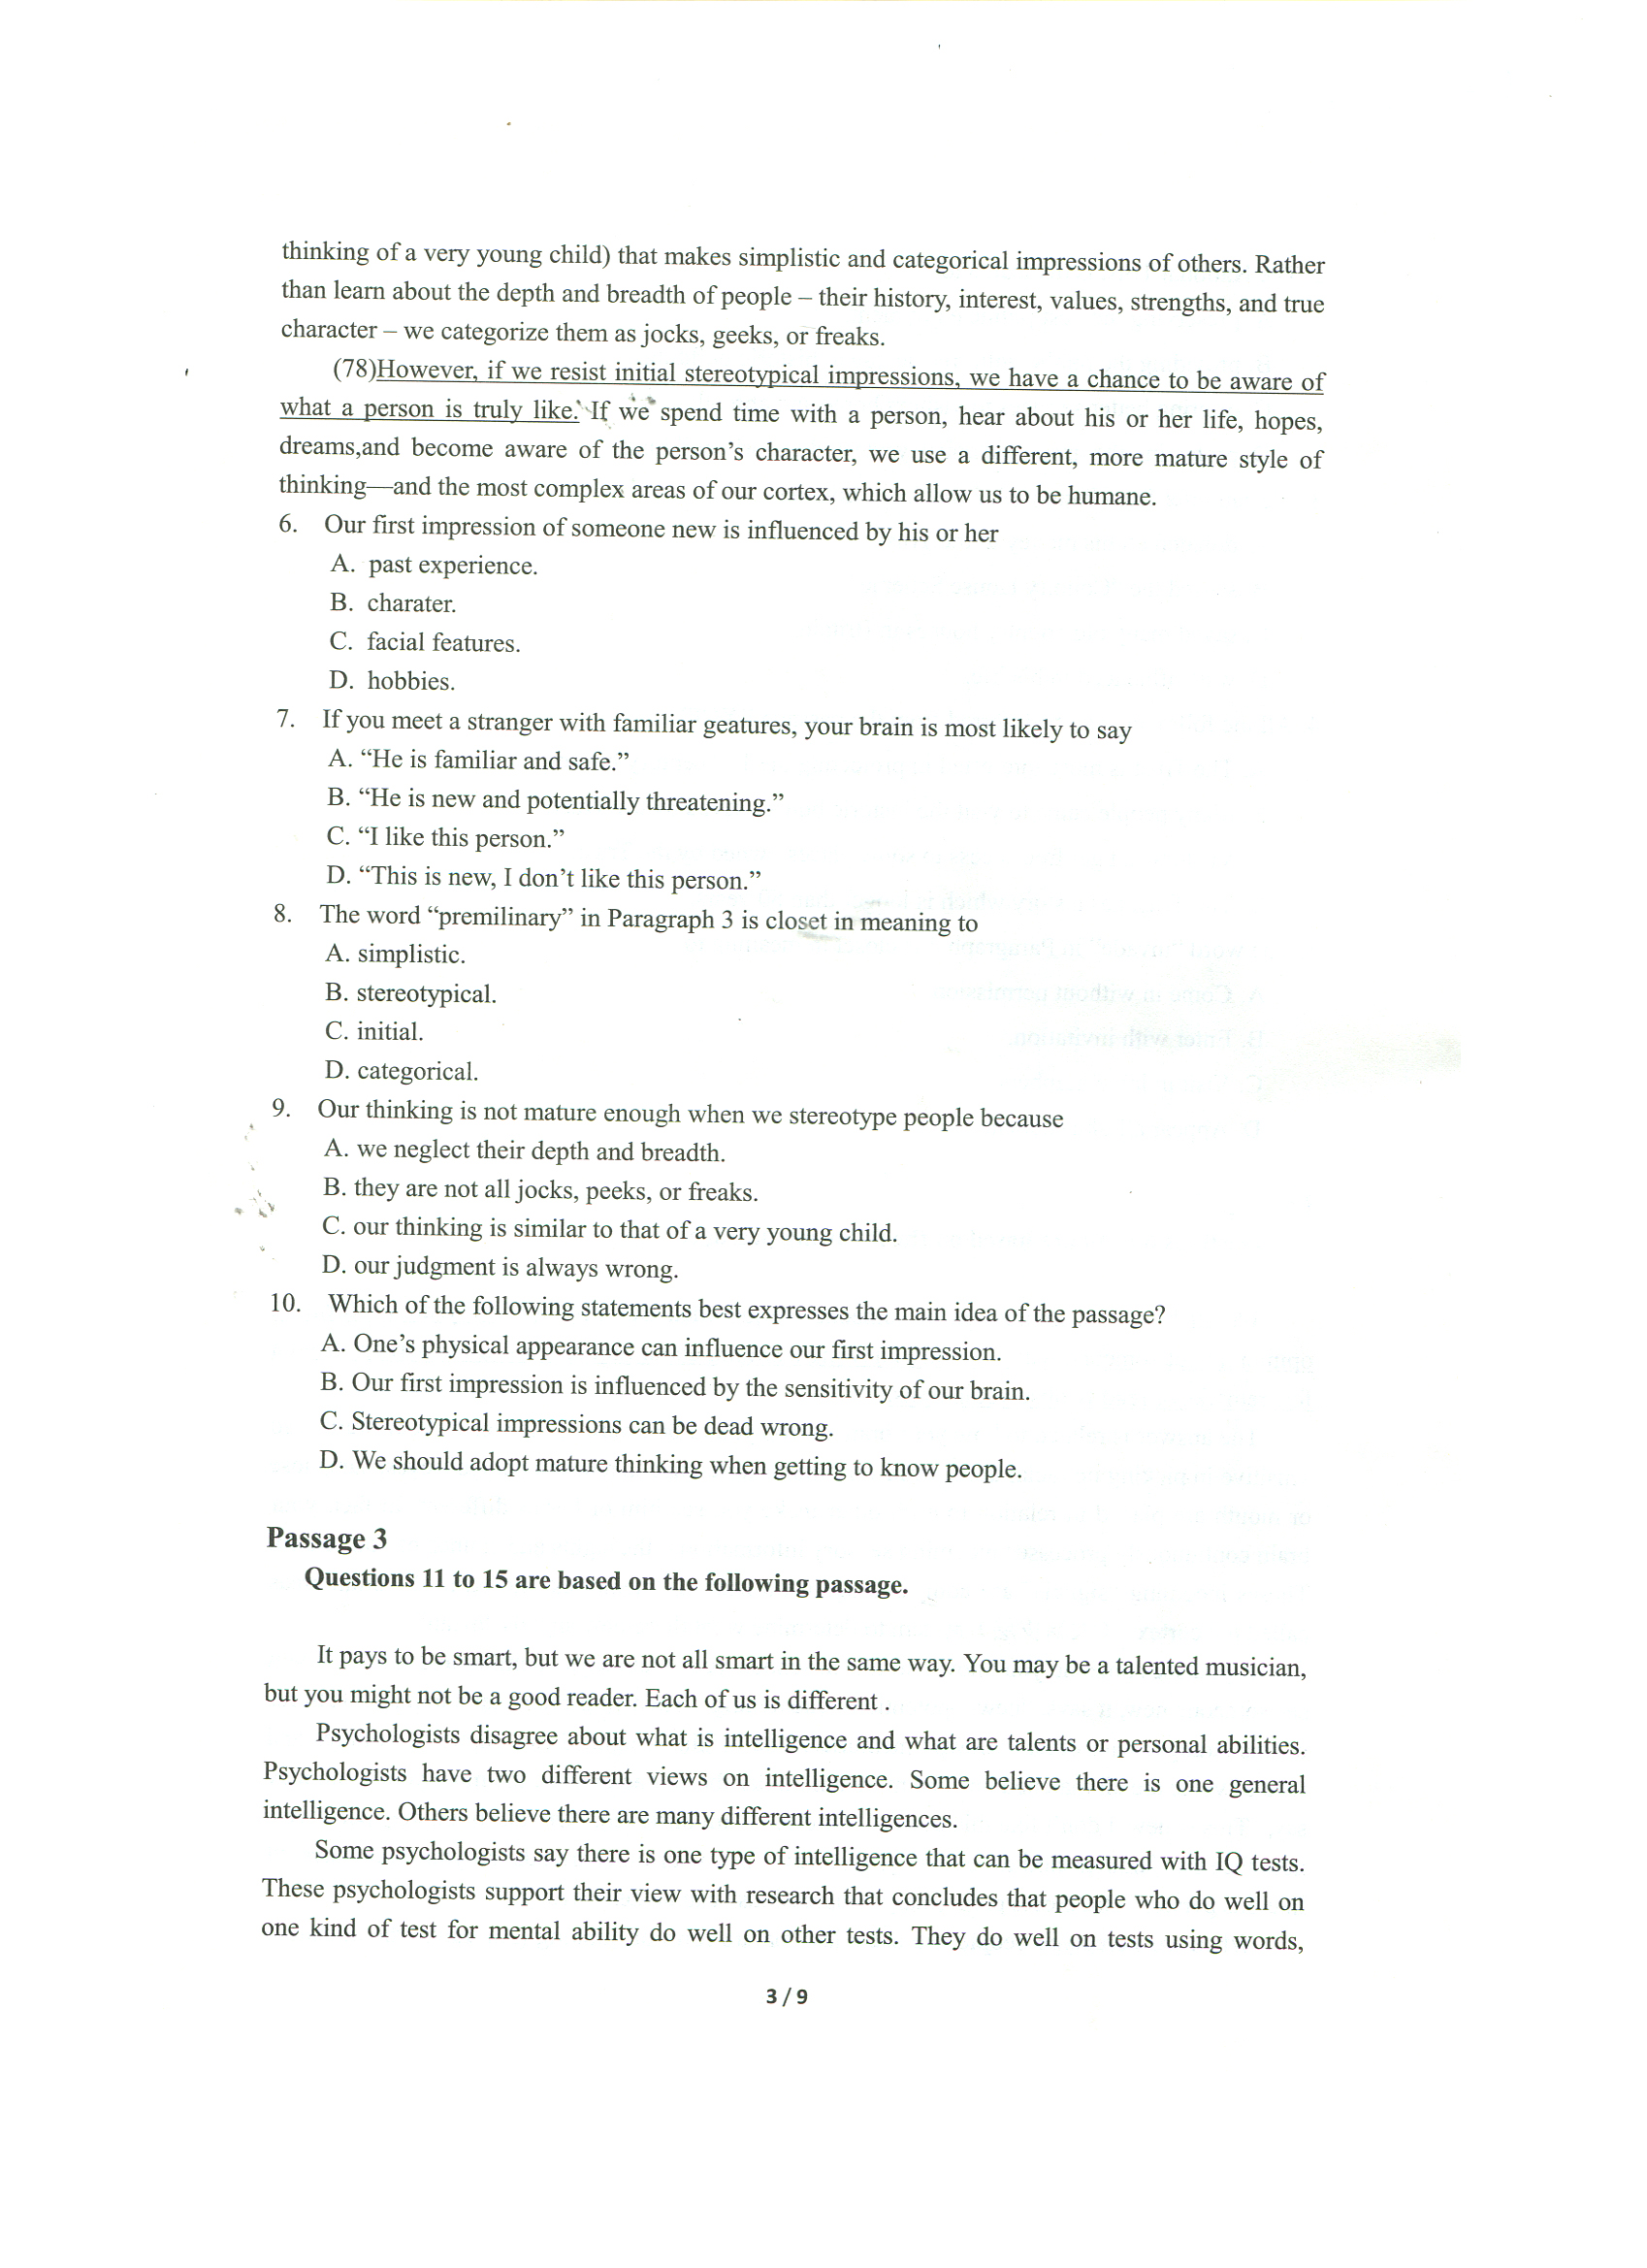 thinking of a very young child) that makes simplistic and categorical impressions of others. Rather
than learn about the depth and breadth of people – their history, interest, values, strengths, and true
character – we categorize them as jocks, geeks, or freaks.
(78)However, if we resist initial stereotypical impressions, we have a chance to be aware of
what a person is truly like. If we spend time with a person, hear about his or her life, hopes,
dreams,and become aware of the person's character, we use a different, more mature style of
thinking—and the most complex areas of our cortex, which allow us to be humane.
6. Our first impression of someone new is influenced by his or her
A. past experience.
B. charater.
C. facial features.
D. hobbies.
7. If you meet a stranger with familiar geatures, your brain is most likely to say
A. “He is familiar and safe.”
B. “He is new and potentially threatening.”
C. “I like this person.”
D. “This is new, I don't like this person.”
8. The word “premilinary” in Paragraph 3 is closet in meaning to
A. simplistic.
B. stereotypical.
C. initial.
D. categorical.
9. Our thinking is not mature enough when we stereotype people because
A. we neglect their depth and breadth.
B. they are not all jocks, peeks, or freaks.
C. our thinking is similar to that of a very young child.
D. our judgment is always wrong.
10. Which of the following statements best expresses the main idea of the passage?
A. One's physical appearance can influence our first impression.
B. Our first impression is influenced by the sensitivity of our brain.
C. Stereotypical impressions can be dead wrong.
D. We should adopt mature thinking when getting to know people.
Passage 3
Questions 11 to 15 are based on the following passage.
It pays to be smart, but we are not all smart in the same way. You may be a talented musician,
but you might not be a good reader. Each of us is different .
Psychologists disagree about what is intelligence and what are talents or personal abilities.
Psychologists have two different views on intelligence. Some believe there is one general
intelligence. Others believe there are many different intelligences.
Some psychologists say there is one type of intelligence that can be measured with IQ tests.
These psychologists support their view with research that concludes that people who do well on
one kind of test for mental ability do well on other tests. They do well on tests using words,
3 / 9